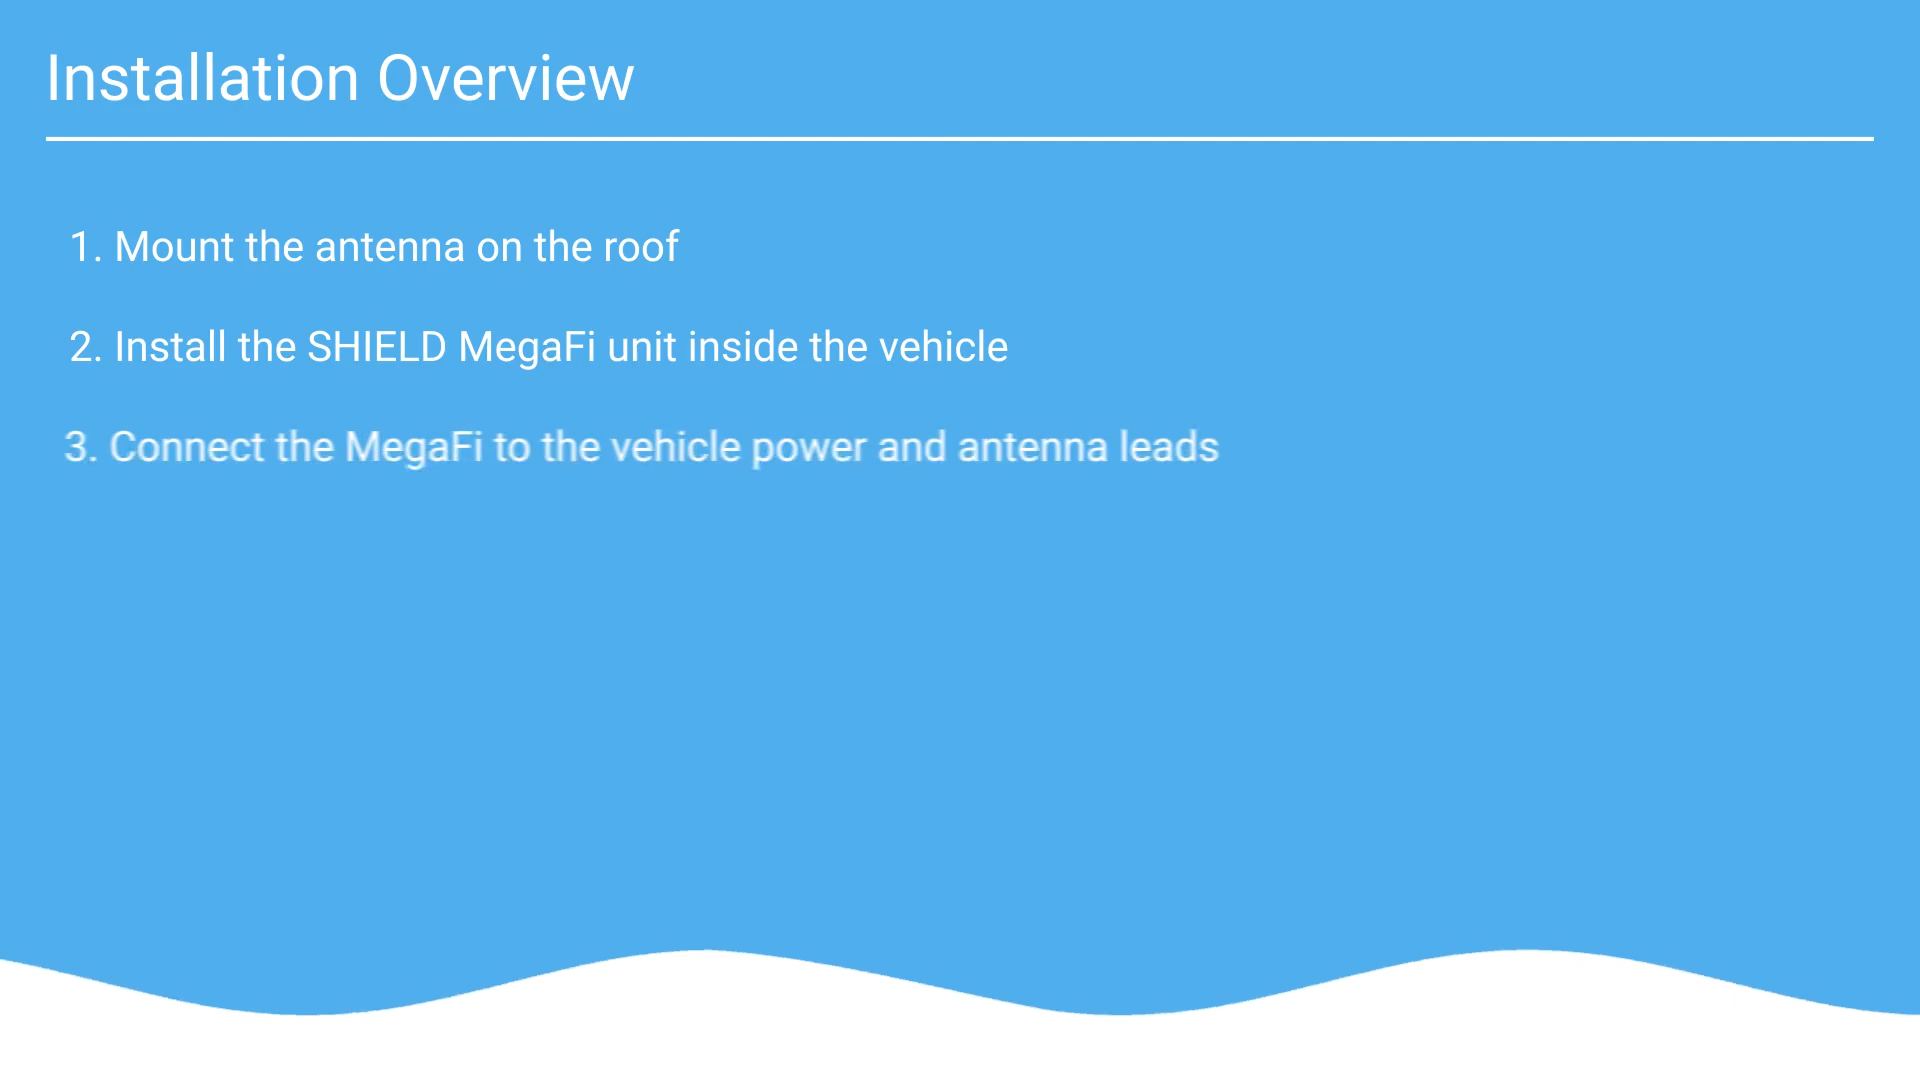 Installation Overview
1. Mount the antenna on the roof
2. Install the SHIELD MegaFi unit inside the vehicle
3. Connect the MegaFi to the vehicle power and antenna leads